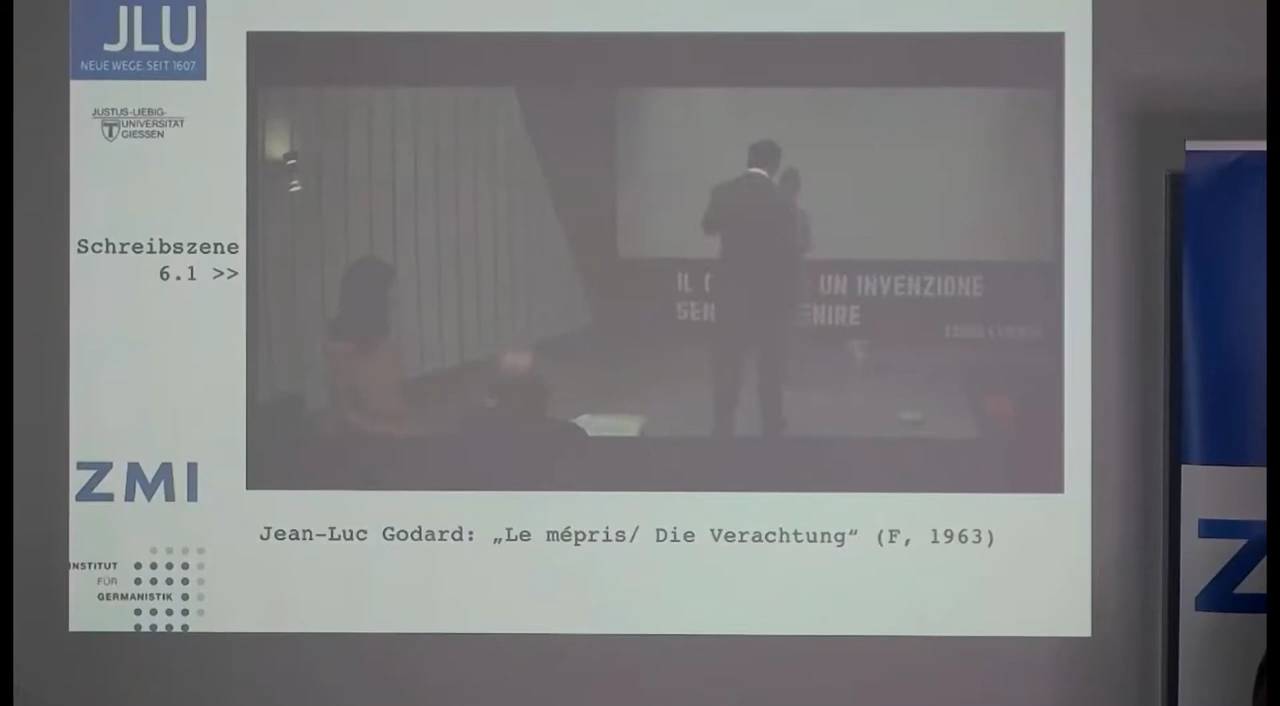 JLU
NEUE WEGE. SEIT 1607
JUSTUS-LIEBIG-
UNIVERSITÄT
GIESSEN
Schreibszene
6.1 >>
IL
UN INVENZIONE
ZMI
Jean-Luc Godard: „Le mépris/ Die Verachtung“ (F, 1963)
INSTITUT
FÜR
GERMANISTIK